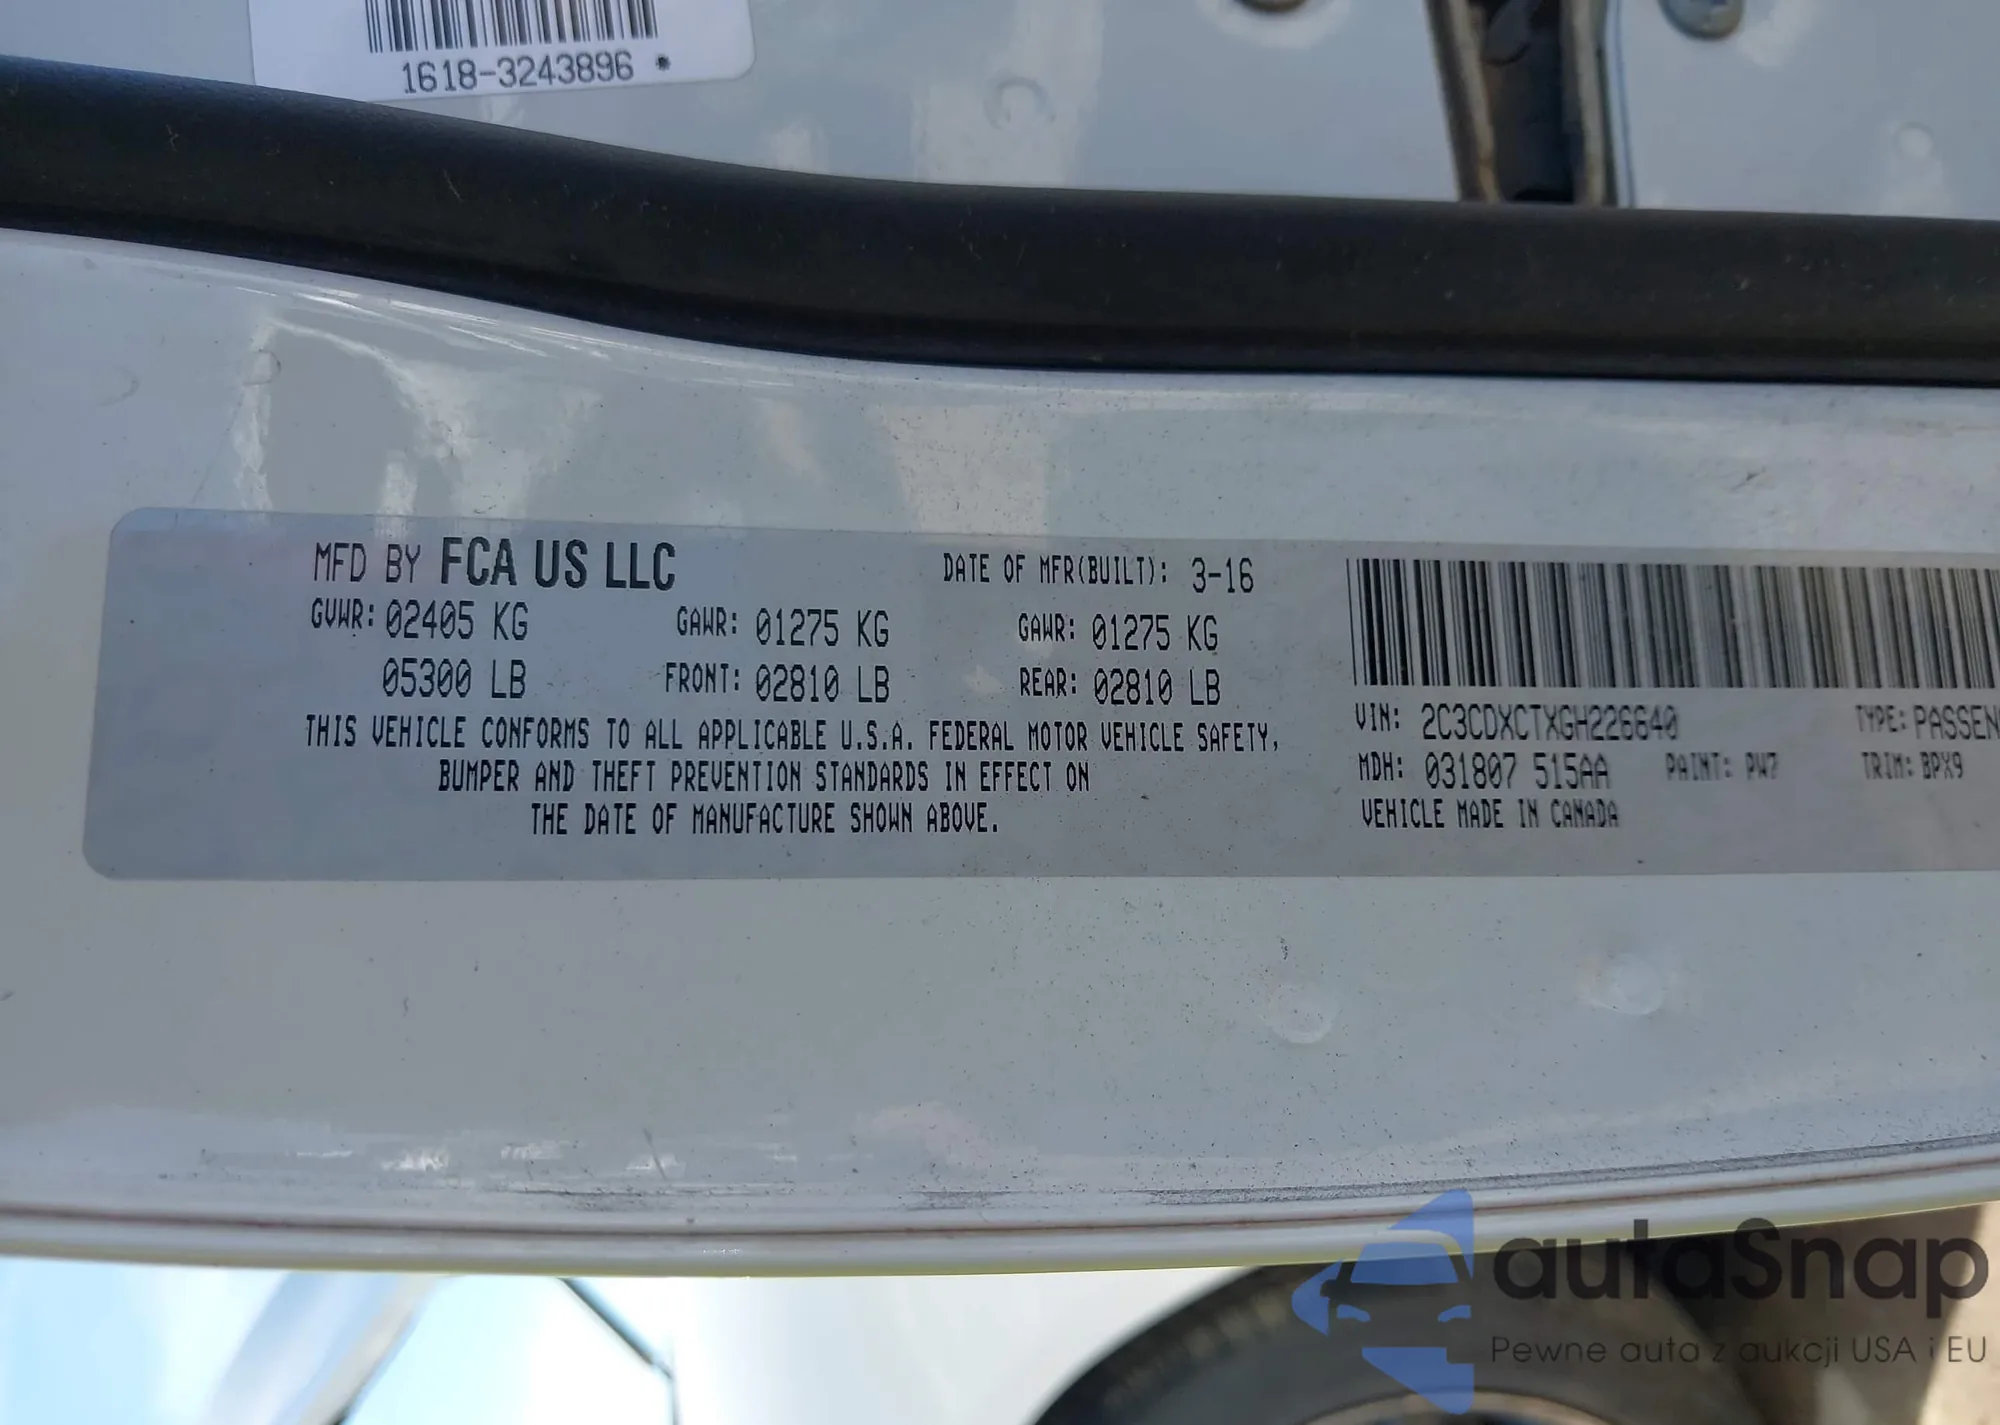 1618-3243896 *
MFD BY FCA US LLC DATE OF MFR(BUILT): 3-16
GVWR: 02405 KG GAWR: 01275 KG GAWR: 01275 KG
05300 LB FRONT: 02810 LB REAR: 02810 LB
THIS VEHICLE CONFORMS TO ALL APPLICABLE U.S.A. FEDERAL MOTOR VEHICLE SAFETY,
BUMPER AND THEFT PREVENTION STANDARDS IN EFFECT ON
THE DATE OF MANUFACTURE SHOWN ABOVE.
VIN: 2C3CDXCTXGH226640 TYPE: PASSEN
MDH: 031807 515AA PAINT: PW7 TRIM: BPX9
VEHICLE MADE IN CANADA
autoSnap
Pewne auta z aukcji USA i EU